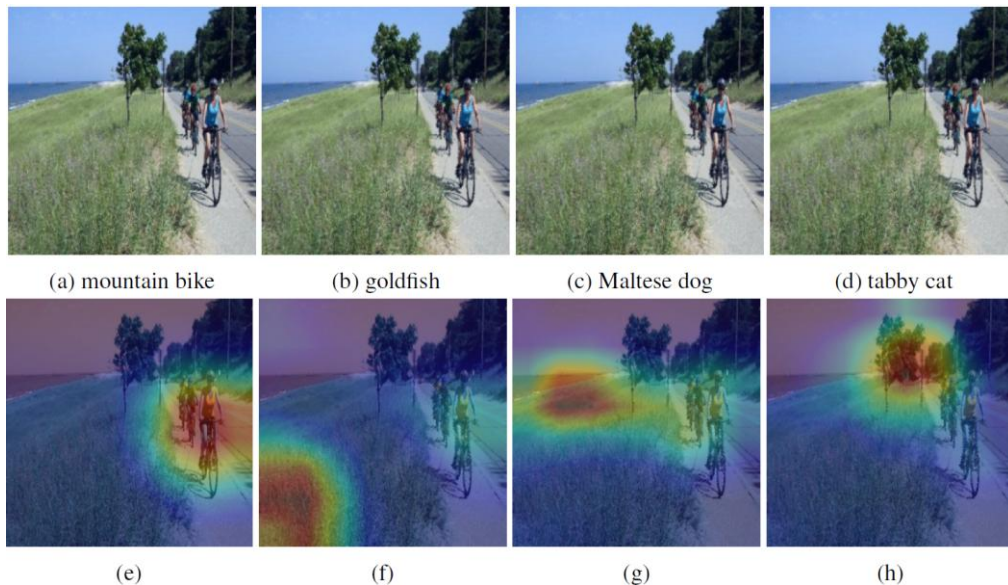 (a) mountain bike
(b) goldfish
(c) Maltese dog
(d) tabby cat
(e)
(f)
(g)
(h)